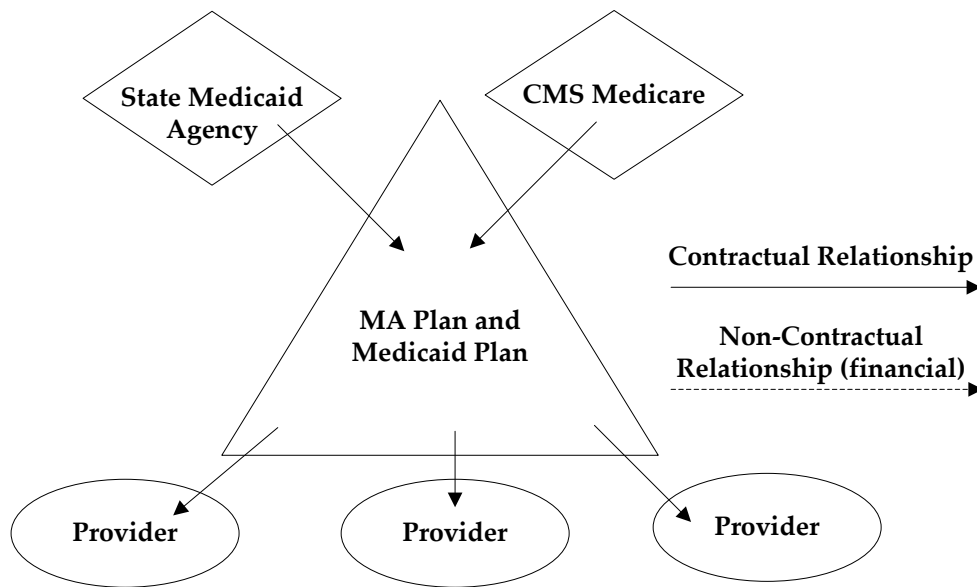 State Medicaid
Agency
CMS Medicare
Contractual Relationship
MA Plan and
Medicaid Plan
Non-Contractual
Relationship (financial)
Provider
Provider
Provider